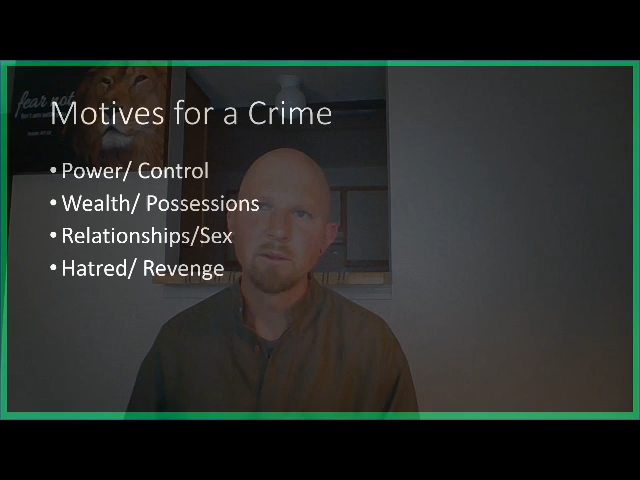 fear not
Motives for a Crime
• Power/ Control
• Wealth/ Possessions
• Relationships/Sex
• Hatred/ Revenge